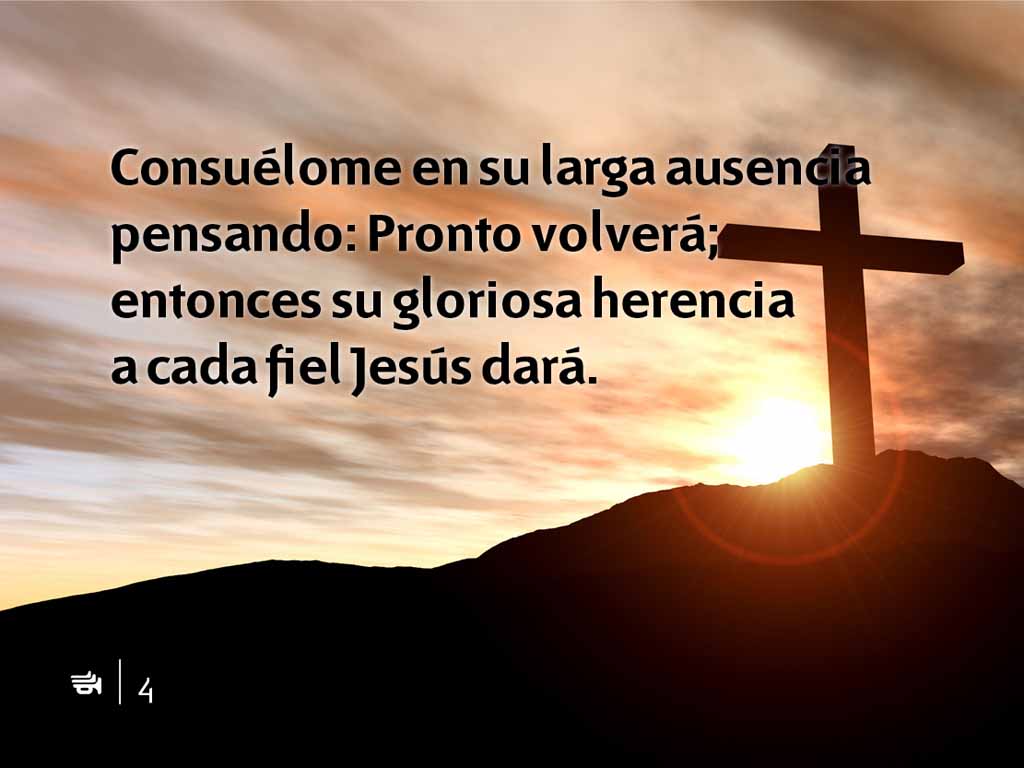 Consuélome en su larga ausencia
pensando: Pronto volverá;
entonces su gloriosa herencia
a cada fiel Jesús dará.
4